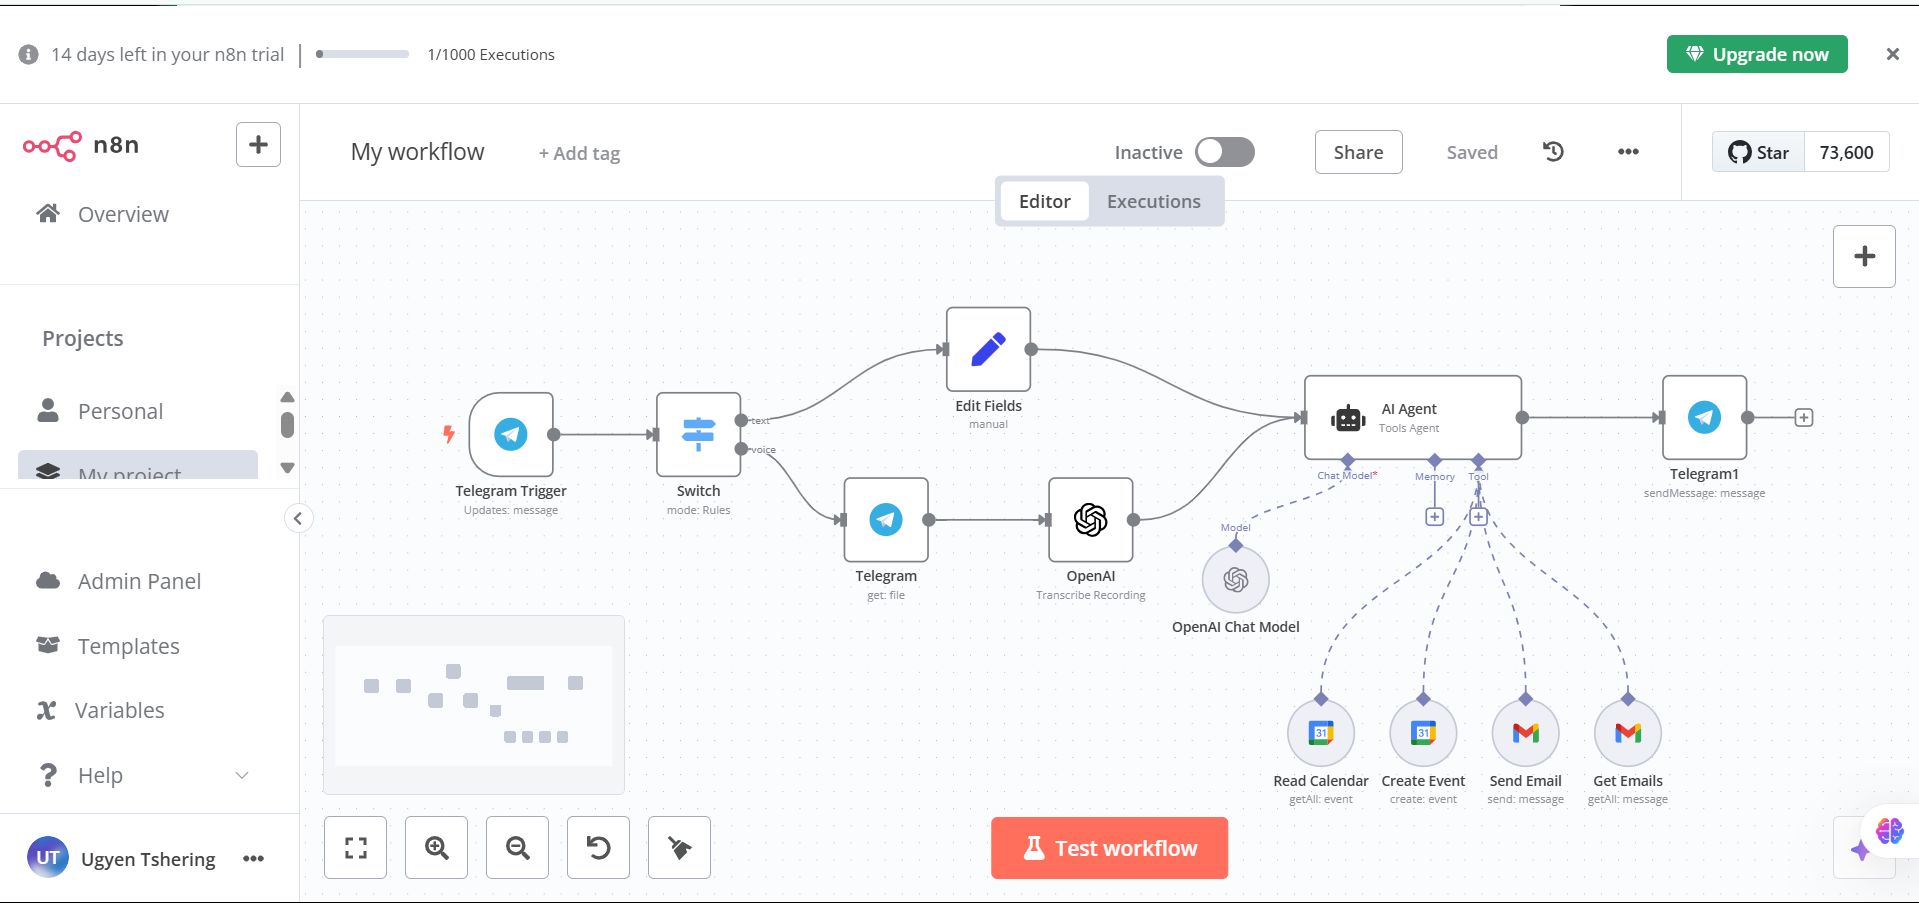 14 days left in your n8n trial
1/1000 Executions
Upgrade now
n8n
My workflow
+ Add tag
Inactive
Share
Saved
Star
73,600
Editor
Executions
Overview
Projects
Personal
My project
Admin Panel
Templates
Variables
Help
UT
Ugyen Tshering
Telegram Trigger
Updates: message
Switch
mode: Rules
text
voice
Edit Fields
manual
Telegram
get: file
OpenAI
Transcribe Recording
AI Agent
Tools Agent
Chat Model*
Memory
Tool
Model
OpenAI Chat Model
Telegram1
sendMessage: message
31
Read Calendar
getAll: event
31
Create Event
create: event
Send Email
send: message
Get Emails
getAll: message
Test workflow